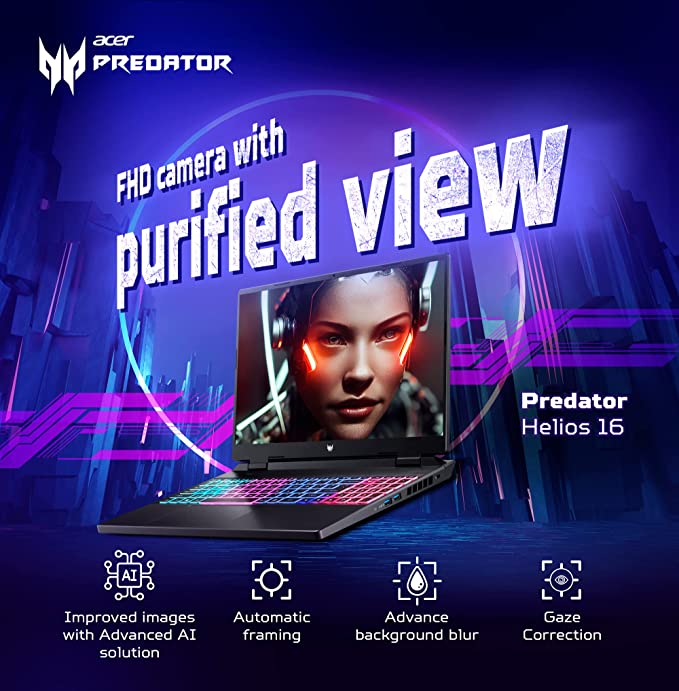 acer
PREDATOR
FHD camera with
purified view
Predator
Helios 16
AI
Improved images
with Advanced AI
solution
Automatic
framing
Advance
background blur
Gaze
Correction